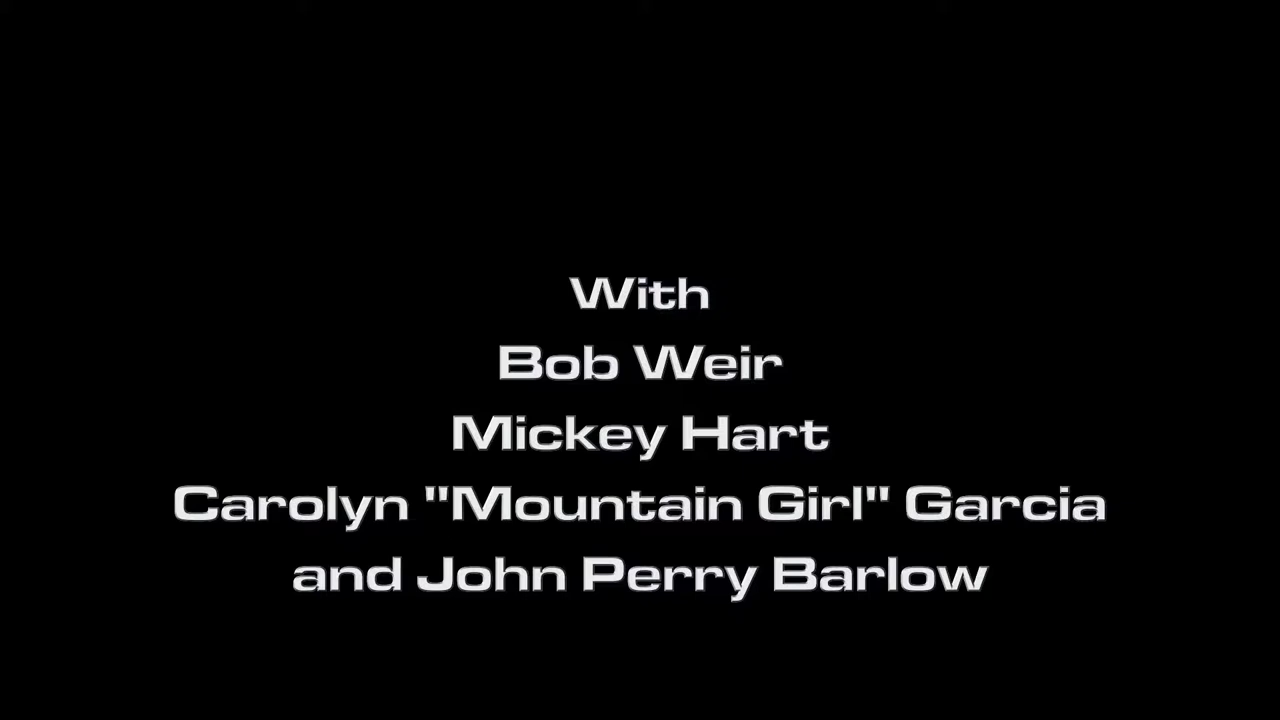 With
Bob Weir
Mickey Hart
Carolyn "Mountain Girl" Garcia
and John Perry Barlow